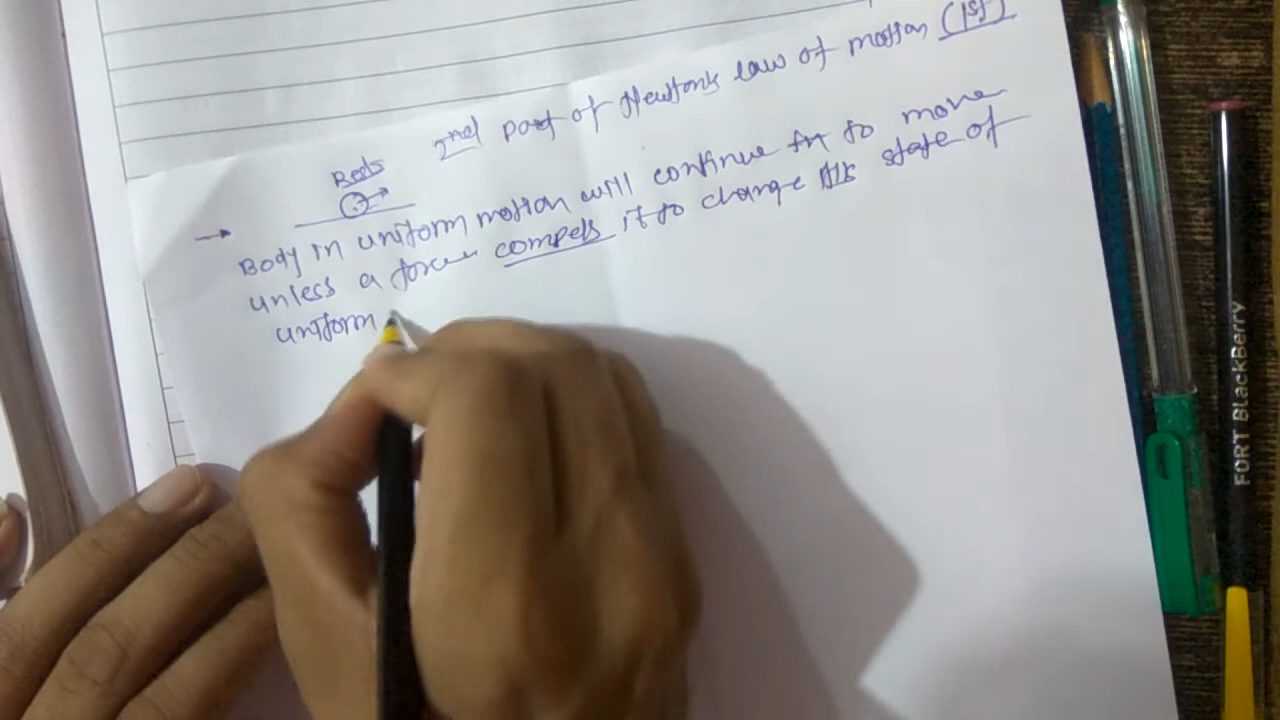 2nd part of Newton's law of motion (1st)
Body
→ Body in uniform motion will continue to move
unless a force compels it to change its state of
uniform
FORT BlackBerry